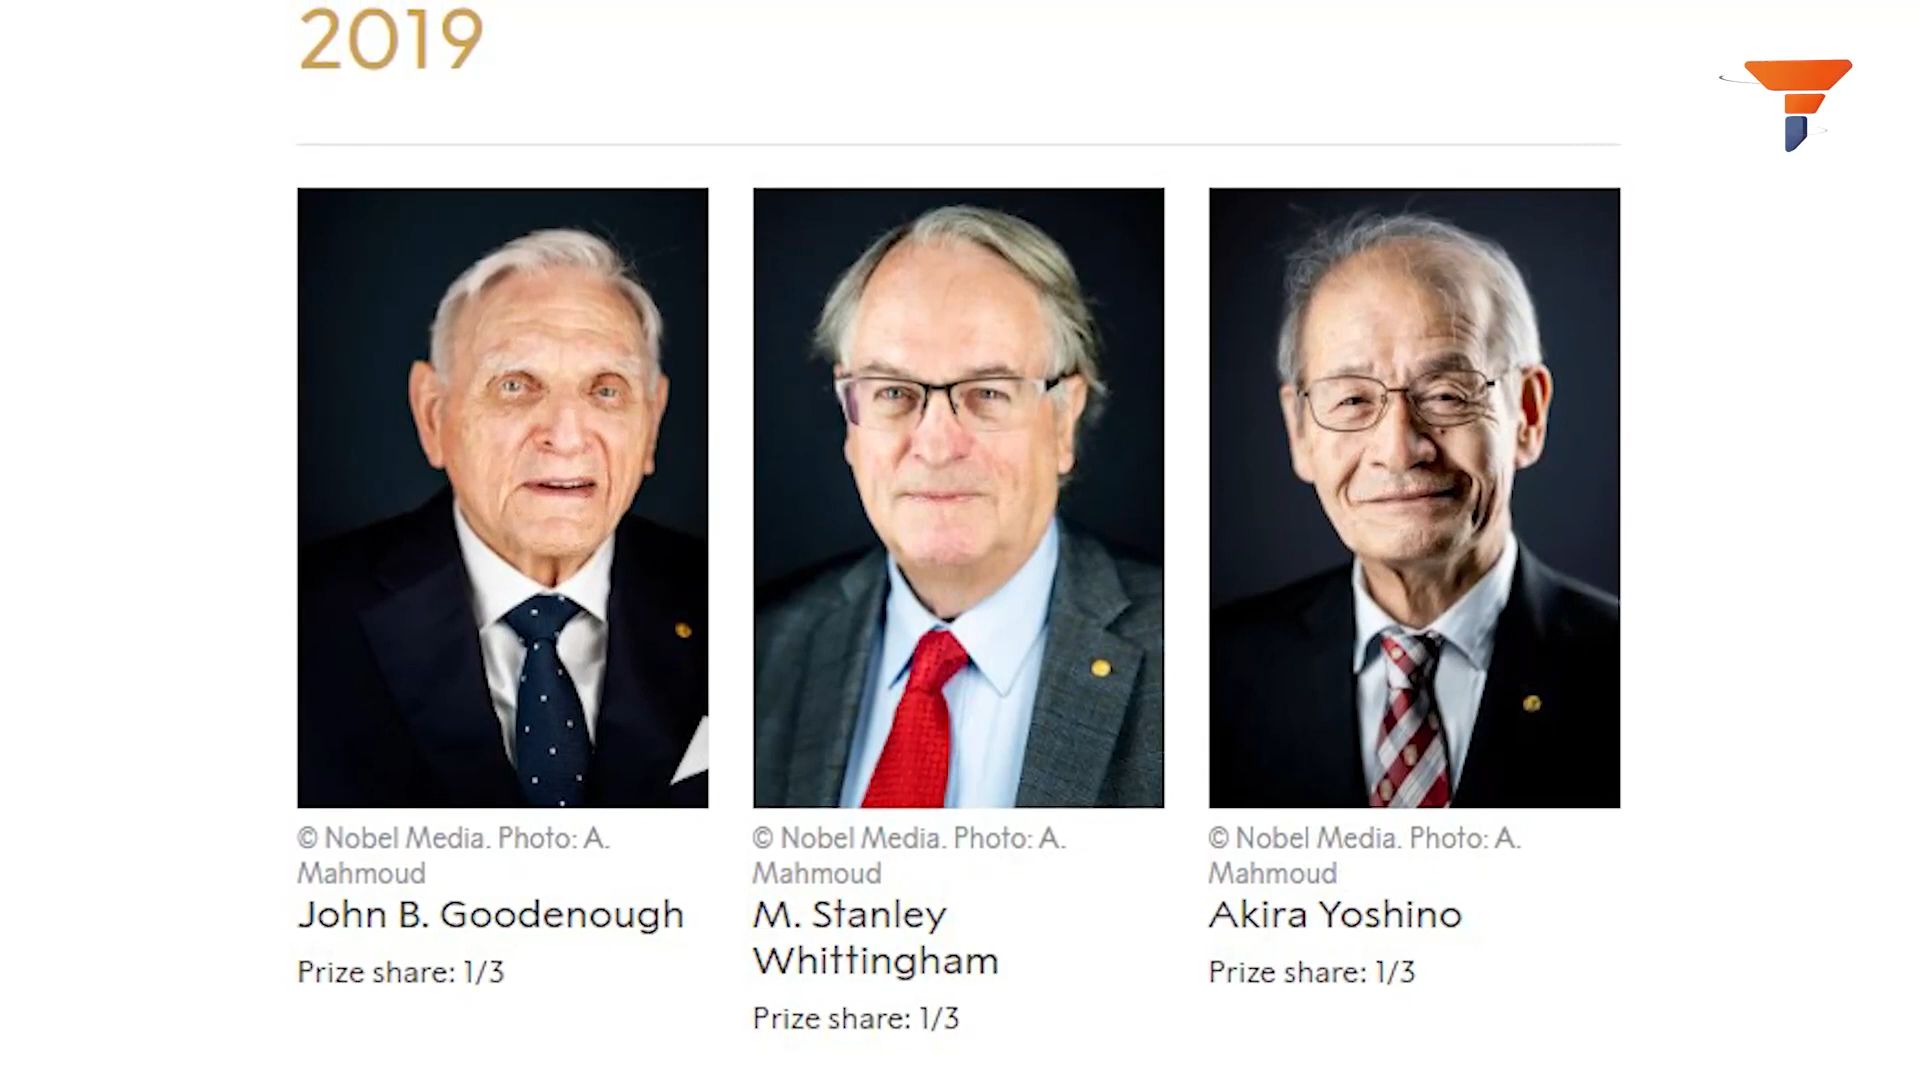 2019
© Nobel Media. Photo: A.
Mahmoud
John B. Goodenough
Prize share: 1/3
© Nobel Media. Photo: A.
Mahmoud
M. Stanley
Whittingham
Prize share: 1/3
© Nobel Media. Photo: A.
Mahmoud
Akira Yoshino
Prize share: 1/3